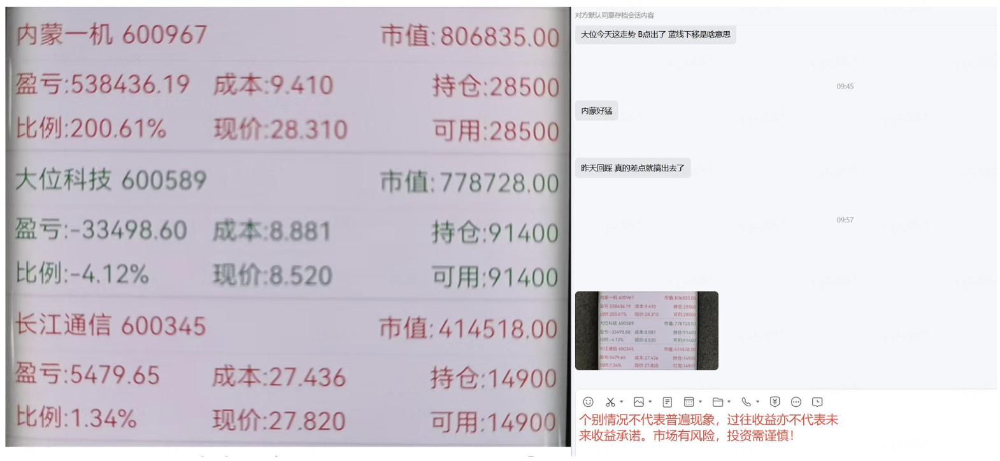 内蒙一机 600967 市值:806835.00
盈亏:538436.19 成本:9.410 持仓:28500
比例:200.61% 现价:28.310 可用:28500
大位科技 600589 市值:778728.00
盈亏:-33498.60 成本:8.881 持仓:91400
比例:-4.12% 现价:8.520 可用:91400
长江通信 600345 市值:414518.00
盈亏:5479.65 成本:27.436 持仓:14900
比例:1.34% 现价:27.820 可用:14900
对方默认同意存档会话内容
大位今天这走势 B点出了 蓝线下移是啥意思
09:45
内蒙好猛
昨天回踩 真的差点就搞出去了
09:57
内蒙一机 600967 市值:806835.00
盈亏:538436.19 成本:9.410 持仓:28500
比例:200.61% 现价:28.310 可用:28500
大位科技 600589 市值:778728.00
盈亏:-33498.60 成本:8.881 持仓:91400
比例:-4.12% 现价:8.520 可用:91400
长江通信 600345 市值:414518.00
盈亏:5479.65 成本:27.436 持仓:14900
比例:1.34% 现价:27.820 可用:14900
个别情况不代表普遍现象，过往收益亦不代表未
来收益承诺。市场有风险，投资需谨慎！